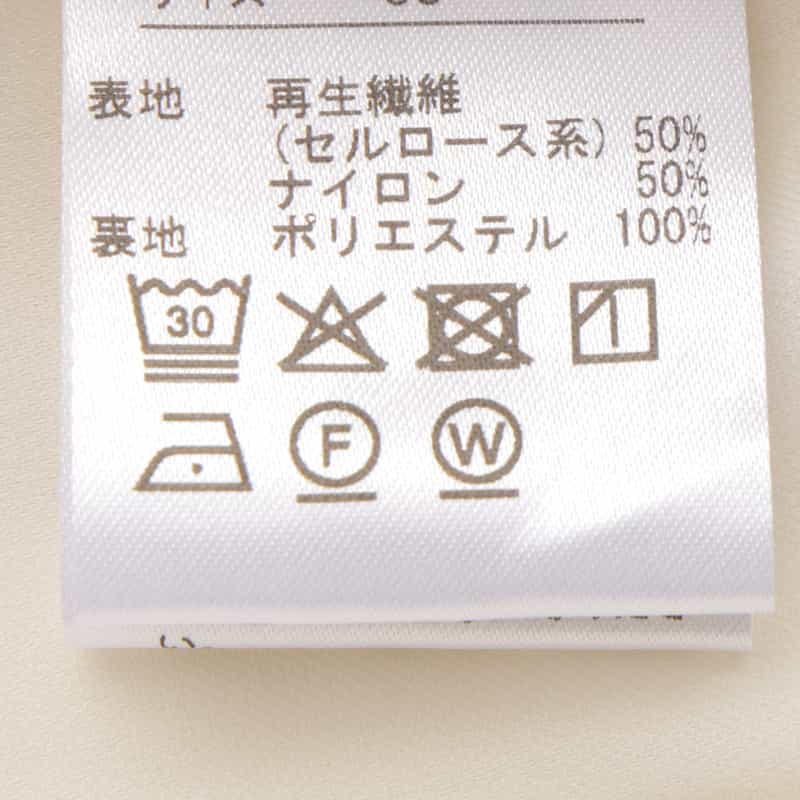 表地 再生繊維
(セルロース系) 50%
ナイロン 50%
裏地 ポリエステル 100%
30
F W